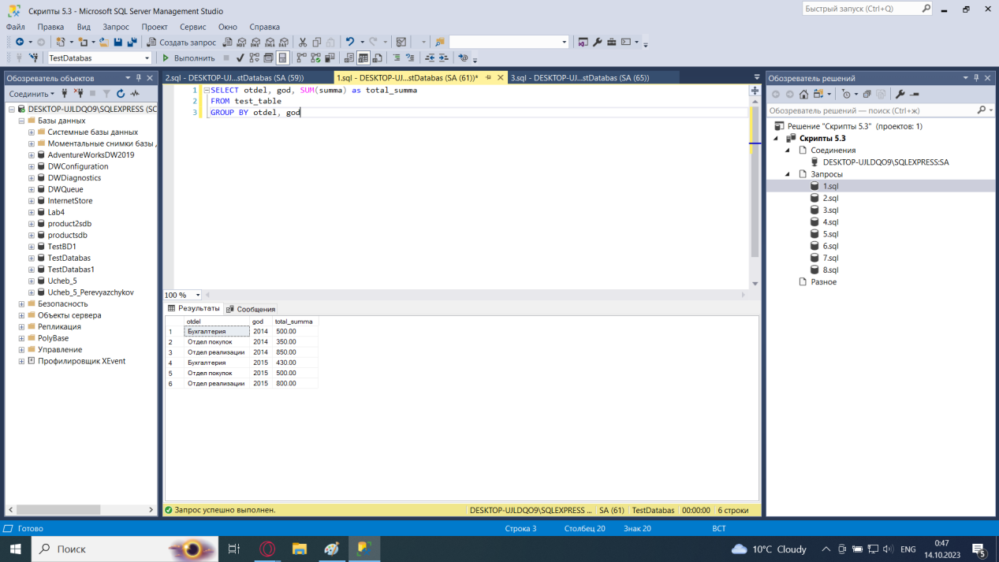 Скрипты 5.3 - Microsoft SQL Server Management Studio
Быстрый запуск (Ctrl+Q)
Файл Правка Вид Запрос Проект Сервис Окно Справка
Создать запрос
TestDatabas Выполнить
Обозреватель объектов
Соединить
DESKTOP-UJLDQO9\SQLEXPRESS (SC
Базы данных
Системные базы данных
Моментальные снимки базы
AdventureWorksDW2019
DWConfiguration
DWDiagnostics
DWQueue
InternetStore
Lab4
product2sdb
productsdb
TestBD1
TestDatabas
TestDatabas1
Ucheb_5
Ucheb_5_Perevyazchykov
Безопасность
Объекты сервера
Репликация
PolyBase
Управление
Профилировщик XEvent
2.sql - DESKTOP-UJ...stDatabas (SA (59)) 1.sql - DESKTOP-UJ...stDatabas (SA (61))* 3.sql - DESKTOP-UJ...stDatabas (SA (65))
1 SELECT otdel, god, SUM(summa) as total_summa
2 FROM test_table
3 GROUP BY otdel, god
100 %
Результаты Сообщения
otdel god total_summa
1 Бухгалтерия 2014 500.00
2 Отдел покупок 2014 350.00
3 Отдел реализации 2014 850.00
4 Бухгалтерия 2015 430.00
5 Отдел покупок 2015 500.00
6 Отдел реализации 2015 800.00
Запрос успешно выполнен. DESKTOP-UJLDQO9\SQLEXPRESS ... SA (61) TestDatabas 00:00:00 6 строки
Обозреватель решений
Обозреватель решений — поиск (Ctrl+ж)
Решение "Скрипты 5.3" (проектов: 1)
Скрипты 5.3
Соединения
DESKTOP-UJLDQO9\SQLEXPRESS:SA
Запросы
1.sql
2.sql
3.sql
4.sql
5.sql
6.sql
7.sql
8.sql
Разное
Готово Строка 3 Столбец 20 Знак 20 ВСТ
Поиск
10°C Cloudy ENG 0:47
14.10.2023
5